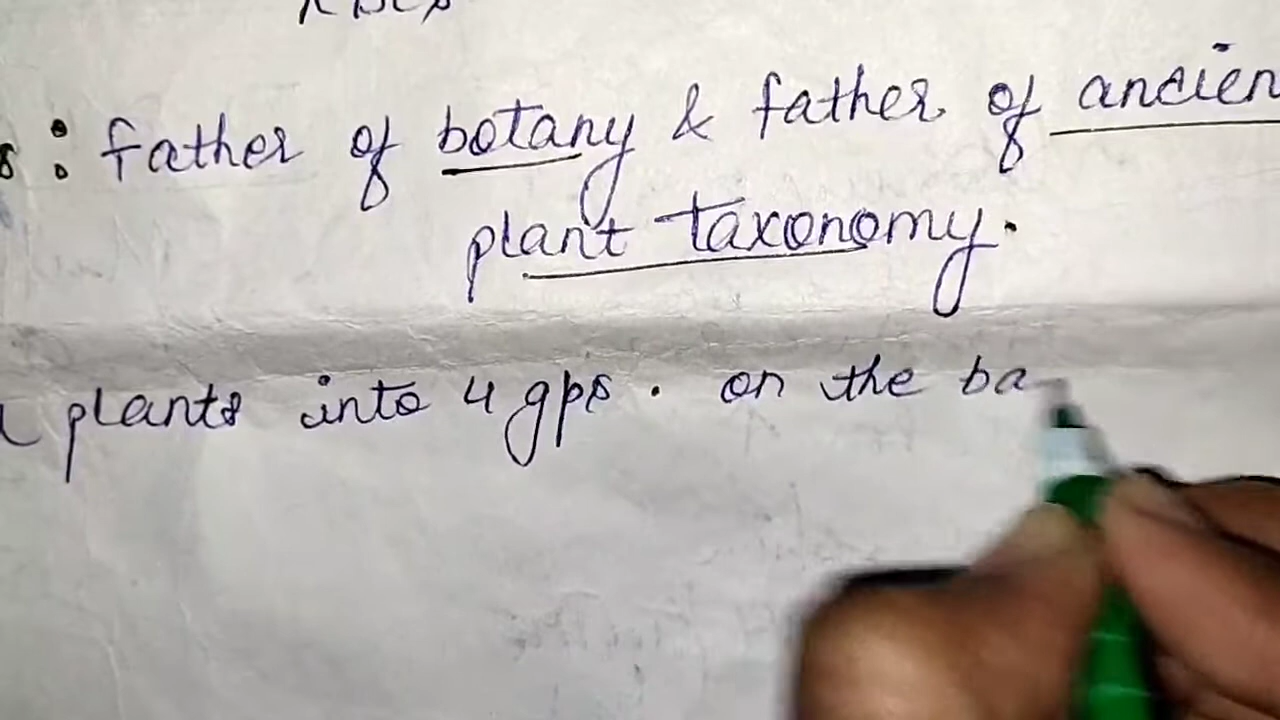 : father of botany & father of ancien
plant taxonomy.
plants into 4 gps. on the ba